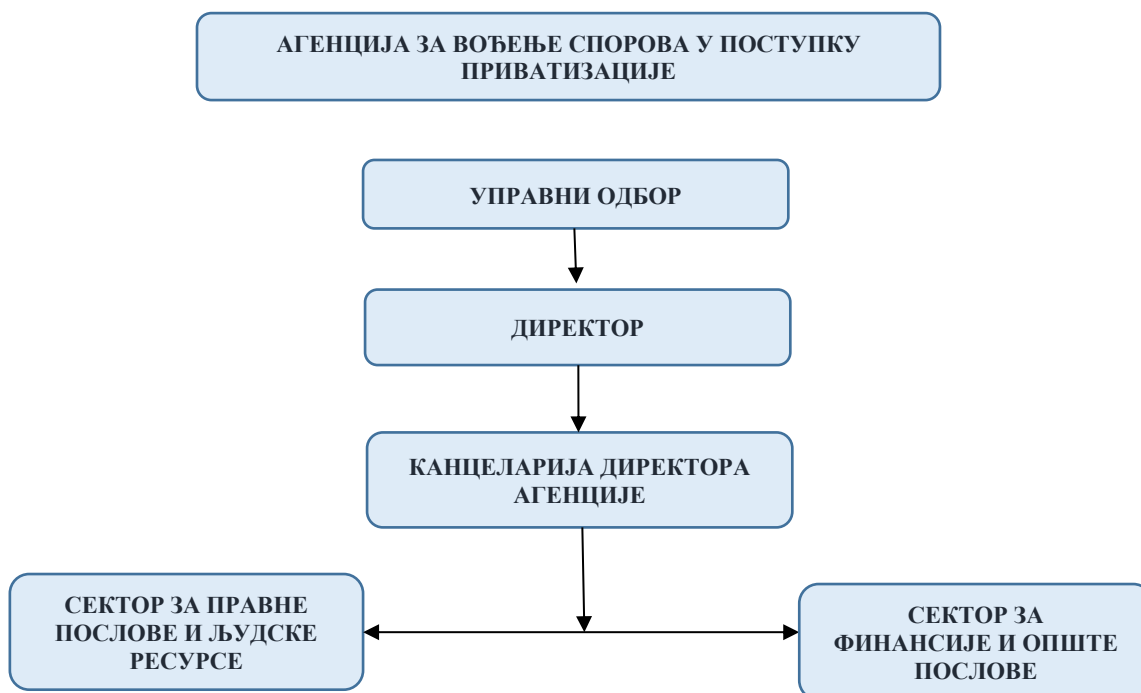 АГЕНЦИЈА ЗА ВОЂЕЊЕ СПОРОВА У ПОСТУПКУ
ПРИВАТИЗАЦИЈЕ
УПРАВНИ ОДБОР
ДИРЕКТОР
КАНЦЕЛАРИЈА ДИРЕКТОРА
АГЕНЦИЈЕ
СЕКТОР ЗА ПРАВНЕ
ПОСЛОВЕ И ЉУДСКЕ
РЕСУРСЕ
СЕКТОР ЗА
ФИНАНСИЈЕ И ОПШТЕ
ПОСЛОВЕ